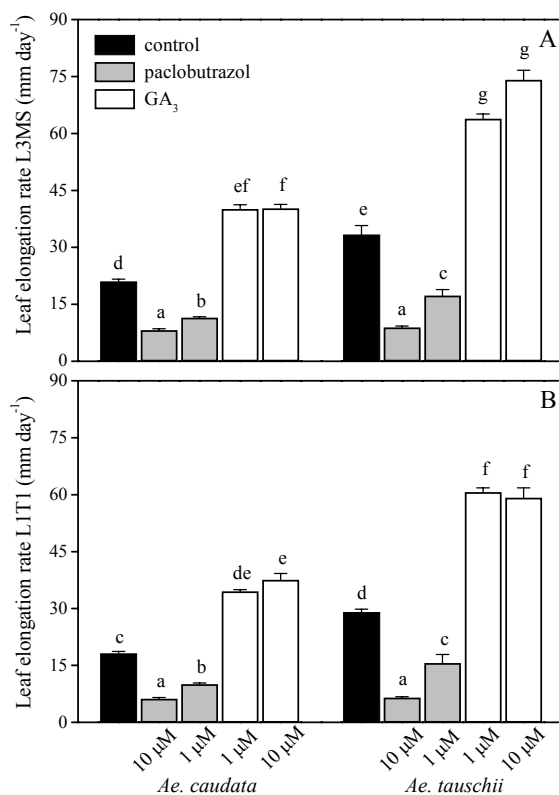 A
control
paclobutrazol
GA₃
Leaf elongation rate L3MS (mm day⁻¹)
90
75
60
45
30
15
0
d
a
b
ef
f
e
a
c
g
g
B
Leaf elongation rate L1T1 (mm day⁻¹)
90
75
60
45
30
15
0
c
a
b
de
e
d
a
c
f
f
10 μM
1 μM
1 μM
10 μM
10 μM
1 μM
1 μM
10 μM
Ae. caudata
Ae. tauschii